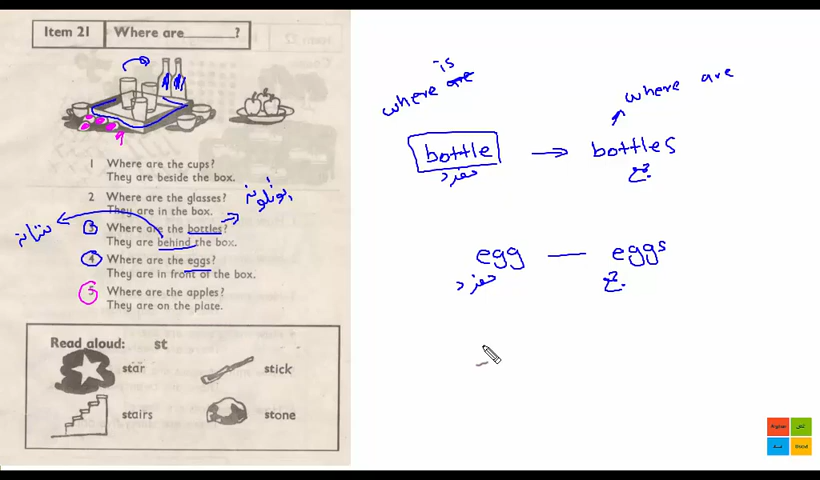 Item 21
Where are ______ ?
1 Where are the cups?
They are beside the box.
2 Where are the glasses?
They are in the box.
3 Where are the bottles?
They are behind the box.
4 Where are the eggs?
They are in front of the box.
5 Where are the apples?
They are on the plate.
Read aloud: st
star
stick
stairs
stone
is
where are
where are
bottle → bottles
مفرد
جمع
egg — eggs
مفرد
جمع